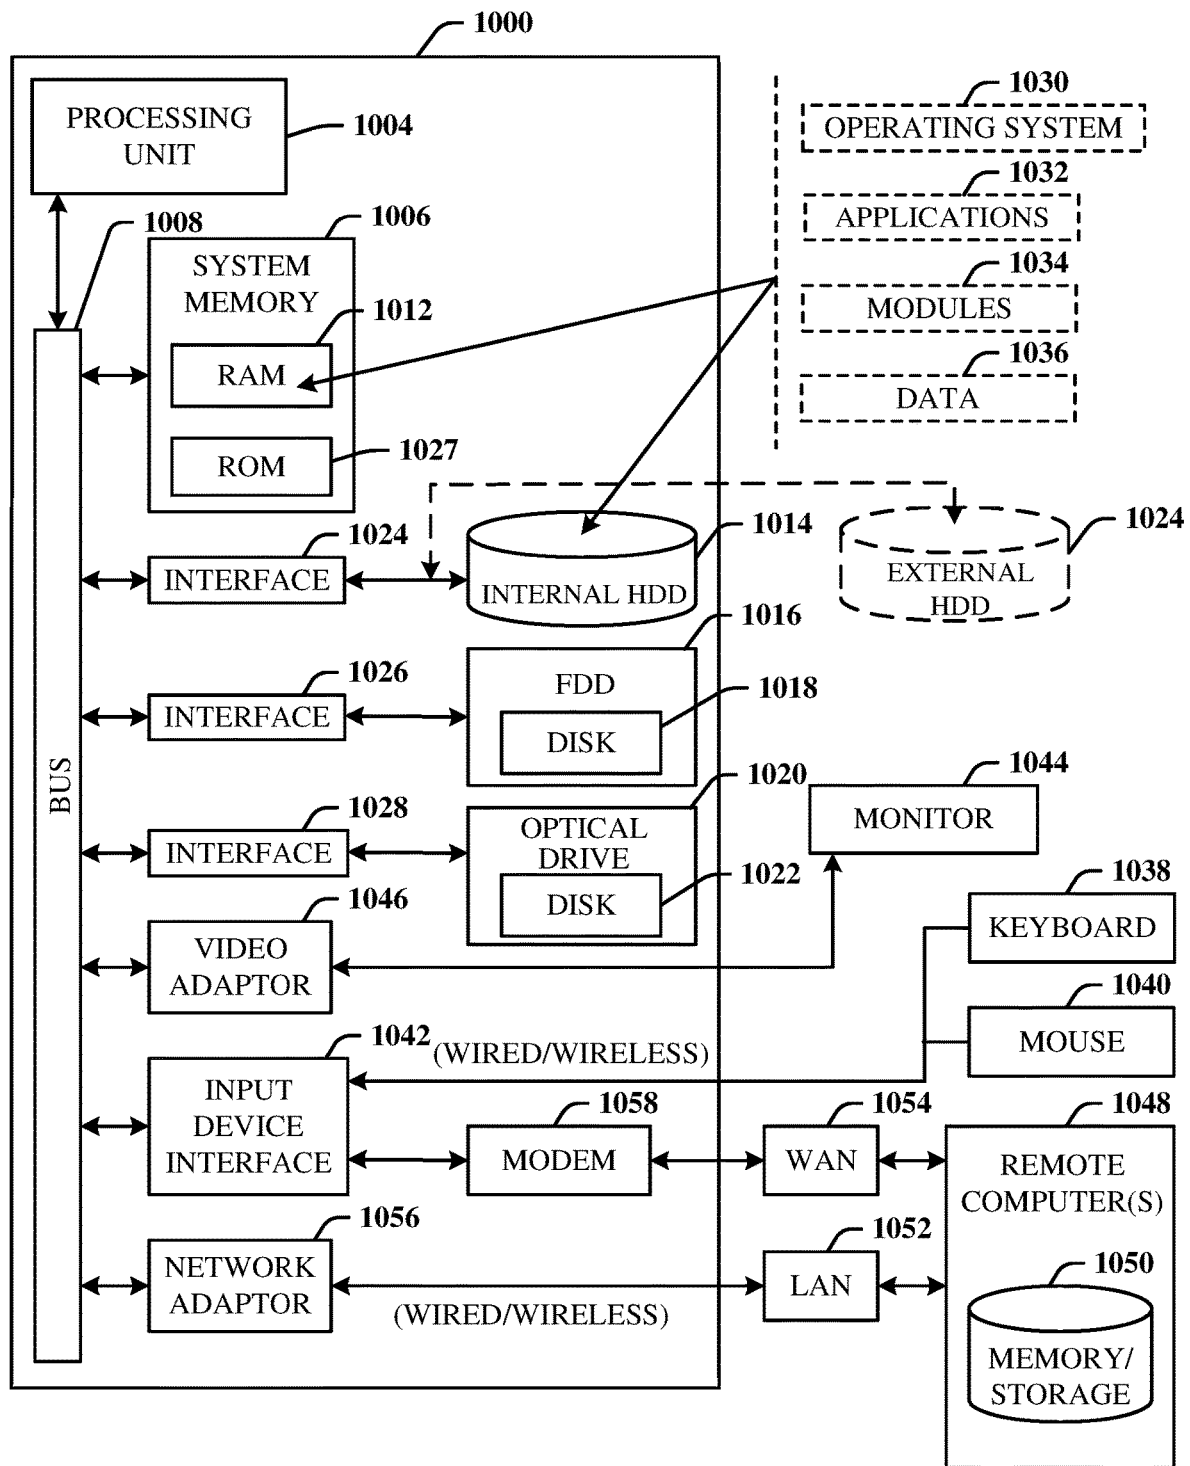 1000
PROCESSING
UNIT
1004
1030
OPERATING SYSTEM
1032
APPLICATIONS
1034
MODULES
1036
DATA
1008
1006
SYSTEM
MEMORY
1012
RAM
1027
ROM
1024
INTERFACE
1014
INTERNAL HDD
1024
EXTERNAL
HDD
1026
INTERFACE
1016
FDD
1018
DISK
BUS
1028
INTERFACE
1020
OPTICAL
DRIVE
1022
DISK
1044
MONITOR
1046
VIDEO
ADAPTOR
1038
KEYBOARD
1040
MOUSE
1042
INPUT
DEVICE
INTERFACE
(WIRED/WIRELESS)
1058
MODEM
1054
WAN
1048
REMOTE
COMPUTER(S)
1056
NETWORK
ADAPTOR
(WIRED/WIRELESS)
1052
LAN
1050
MEMORY/
STORAGE